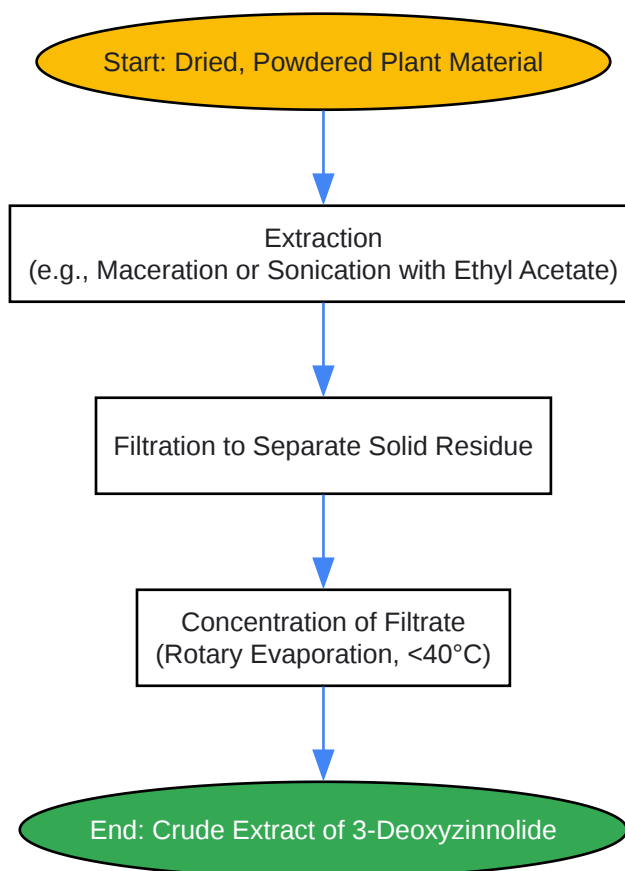 Start: Dried, Powdered Plant Material
Extraction
(e.g., Maceration or Sonication with Ethyl Acetate)
Filtration to Separate Solid Residue
Concentration of Filtrate
(Rotary Evaporation, <40°C)
End: Crude Extract of 3-Deoxyzinnolide